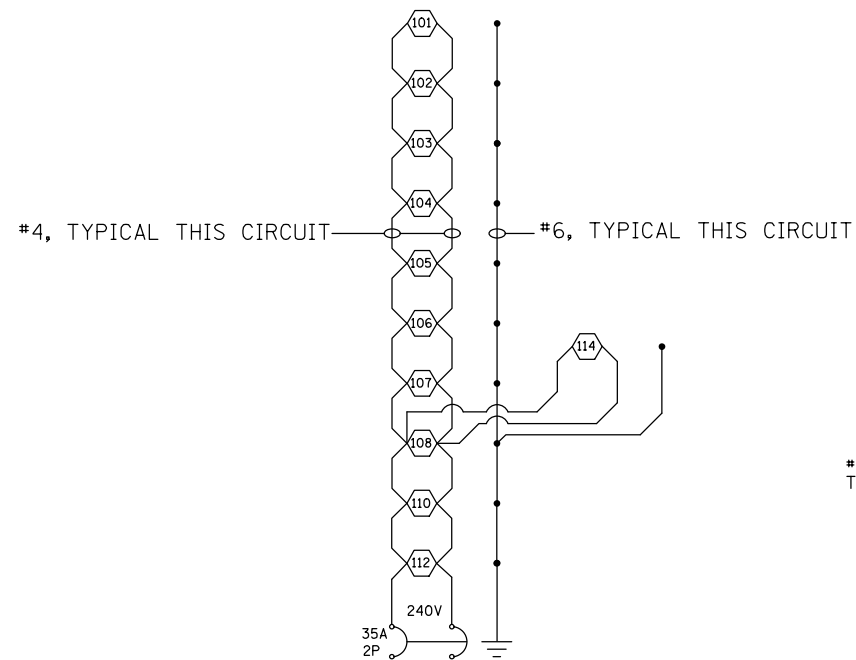 101
102
103
104
#4, TYPICAL THIS CIRCUIT
#6, TYPICAL THIS CIRCUIT
105
106
114
107
108
#
T
110
112
240V
35A
2P